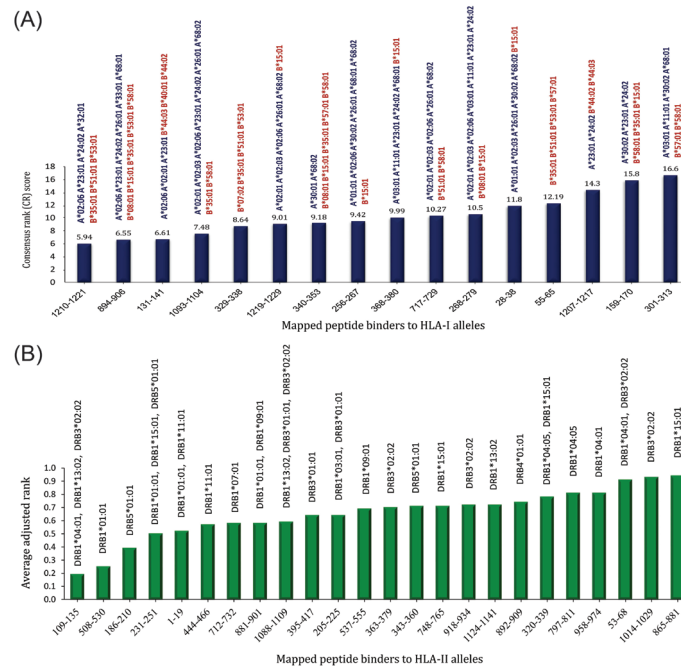 (A)
A*02:06 A*23:01 A*24:02 A*32:01
B*35:01 B*51:01 B*53:01
A*02:06 A*23:01 A*24:02 A*26:01 A*33:01 A*68:01
B*08:01 B*15:01 B*35:01 B*53:01 B*58:01
A*02:06 A*02:01 A*23:01 B*44:03 B*40:01 B*44:02
A*02:01 A*02:03 A*02:06 A*23:01 A*24:02 A*26:01 A*68:02
B*35:01 B*58:01
B*07:02 B*35:01 B*51:01 B*53:01
A*02:01 A*02:03 A*02:06 A*26:01 A*68:02 B*15:01
A*30:01 A*68:02
B*08:01 B*15:01 B*35:01 B*57:01 B*58:01
A*01:01 A*02:06 A*30:02 A*26:01 A*68:01 A*68:02
B*15:01
A*03:01 A*11:01 A*23:01 A*24:02 A*68:01 B*15:01
A*02:01 A*02:03 A*02:06 A*26:01 A*68:02
B*51:01 B*58:01
A*02:01 A*02:03 A*02:06 A*03:01 A*11:01 A*23:01 A*24:02
B*08:01 B*15:01
A*01:01 A*02:03 A*26:01 A*30:02 A*68:02 B*15:01
B*35:01 B*51:01 B*53:01 B*57:01
A*23:01 A*24:02 B*44:02 B*44:03
A*30:02 A*23:01 A*24:02
B*58:01 B*35:01 B*15:01
A*03:01 A*11:01 A*30:02 A*68:01
B*57:01 B*58:01
Consensus rank (CR) score
18
16
14
12
10
8
6
4
2
0
5.94 6.55 6.61 7.48 8.64 9.01 9.18 9.42 9.99 10.27 10.5 11.8 12.19 14.3 15.8 16.6
1210-1221 894-906 131-141 1093-1104 329-338 1219-1229 340-353 256-267 368-380 717-729 268-279 28-38 55-65 1207-1217 159-170 301-313
Mapped peptide binders to HLA-I alleles
(B)
DRB1*04:01, DRB1*13:02, DRB3*02:02
DRB1*01:01
DRB5*01:01
DRB1*01:01, DRB1*15:01, DRB5*01:01
DRB1*01:01, DRB1*11:01
DRB1*11:01
DRB1*07:01
DRB1*01:01, DRB1*09:01
DRB1*13:02, DRB3*01:01, DRB3*02:02
DRB3*01:01
DRB1*03:01, DRB3*01:01
DRB1*09:01
DRB3*02:02
DRB5*01:01
DRB1*15:01
DRB3*02:02
DRB1*13:02
DRB4*01:01
DRB1*04:05, DRB1*15:01
DRB1*04:05
DRB1*04:01
DRB1*04:01, DRB3*02:02
DRB3*02:02
DRB1*15:01
Average adjusted rank
1.0
0.9
0.8
0.7
0.6
0.5
0.4
0.3
0.2
0.1
0.0
109-135 508-530 186-210 231-251 1-19 444-466 712-732 881-901 1088-1109 395-417 205-225 537-555 363-379 343-360 748-765 918-934 1124-1141 892-909 320-339 797-811 958-974 53-68 1014-1029 865-881
Mapped peptide binders to HLA-II alleles